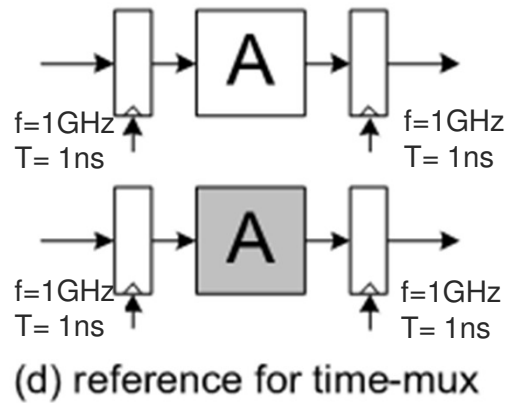 A
f=1GHz
T= 1ns
f=1GHz
T= 1ns
A
f=1GHz
T= 1ns
f=1GHz
T= 1ns
(d) reference for time-mux